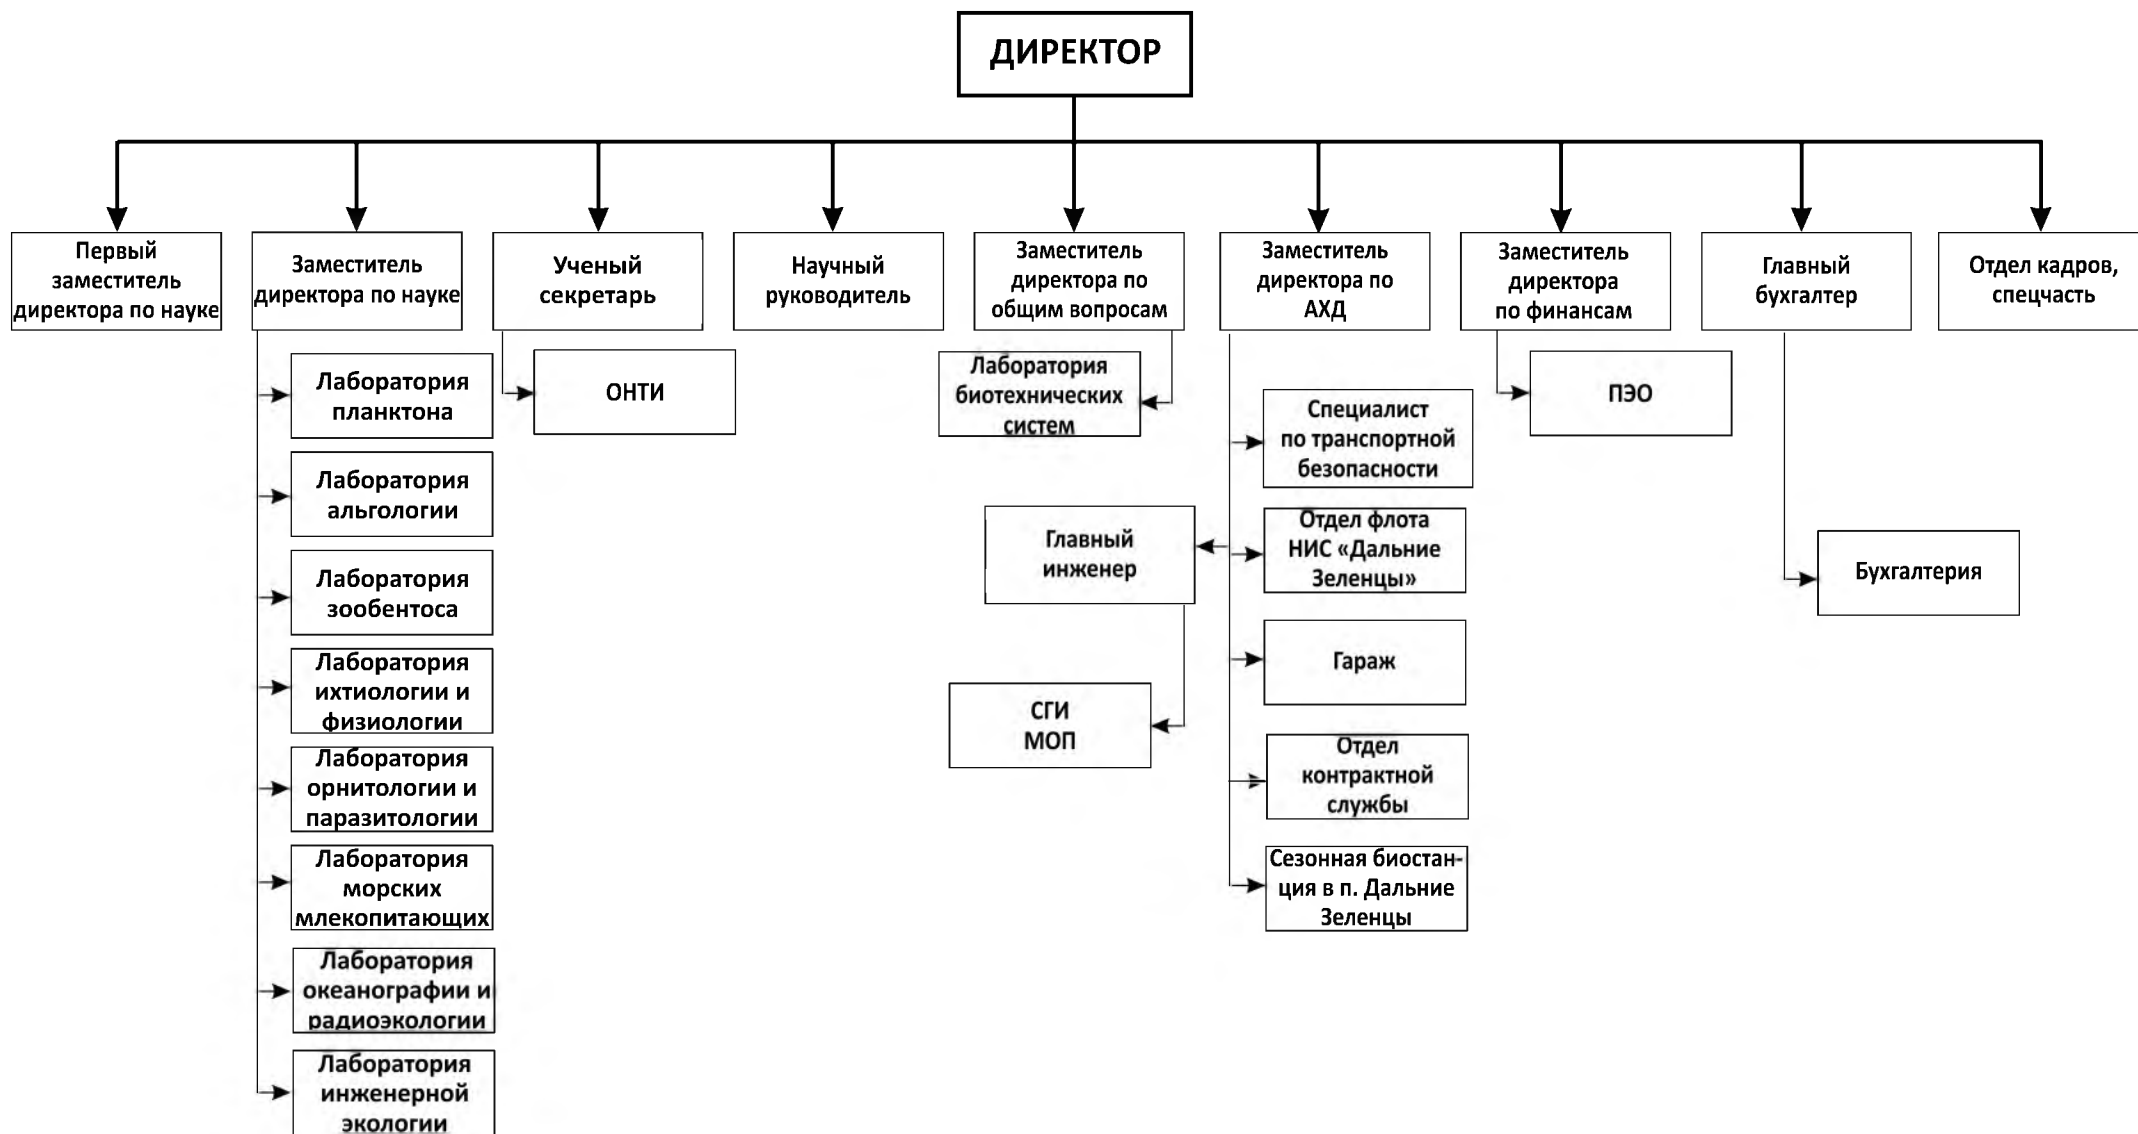 ДИРЕКТОР
Первый
заместитель
директора по науке
Заместитель
директора по науке
Ученый
секретарь
Научный
руководитель
Заместитель
директора по
общим вопросам
Заместитель
директора по
АХД
Заместитель
директора
по финансам
Главный
бухгалтер
Отдел кадров,
спецчасть
Лаборатория
планктона
Лаборатория
альгологии
Лаборатория
зообентоса
Лаборатория
ихтиологии и
физиологии
Лаборатория
орнитологии и
паразитологии
Лаборатория
морских
млекопитающих
Лаборатория
океанографии и
радиоэкологии
Лаборатория
инженерной
экологии
ОНТИ
Лаборатория
биотехнических
систем
Главный
инженер
СГИ
МОП
Специалист
по транспортной
безопасности
Отдел флота
НИС «Дальние
Зеленцы»
Гараж
Отдел
контрактной
службы
Сезонная биостан-
ция в п. Дальние
Зеленцы
ПЭО
Бухгалтерия